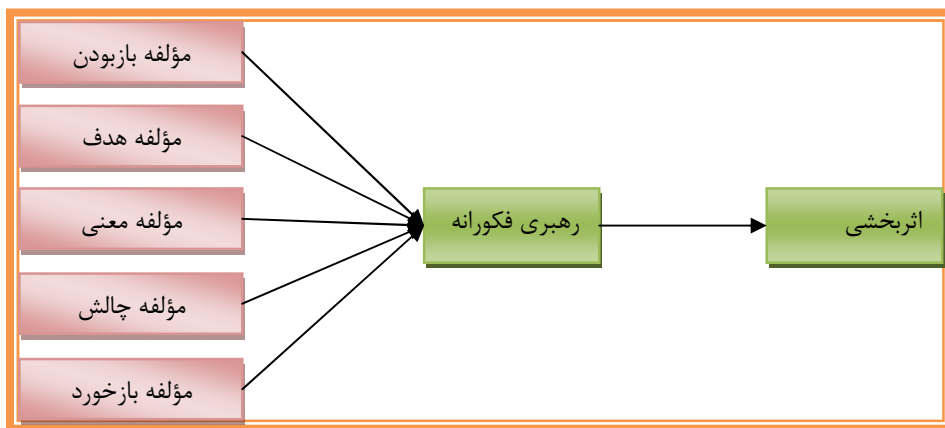 مؤلفه بازبودن
مؤلفه هدف
مؤلفه معنی
مؤلفه چالش
مؤلفه بازخورد
رهبری فکورانه
اثربخشی